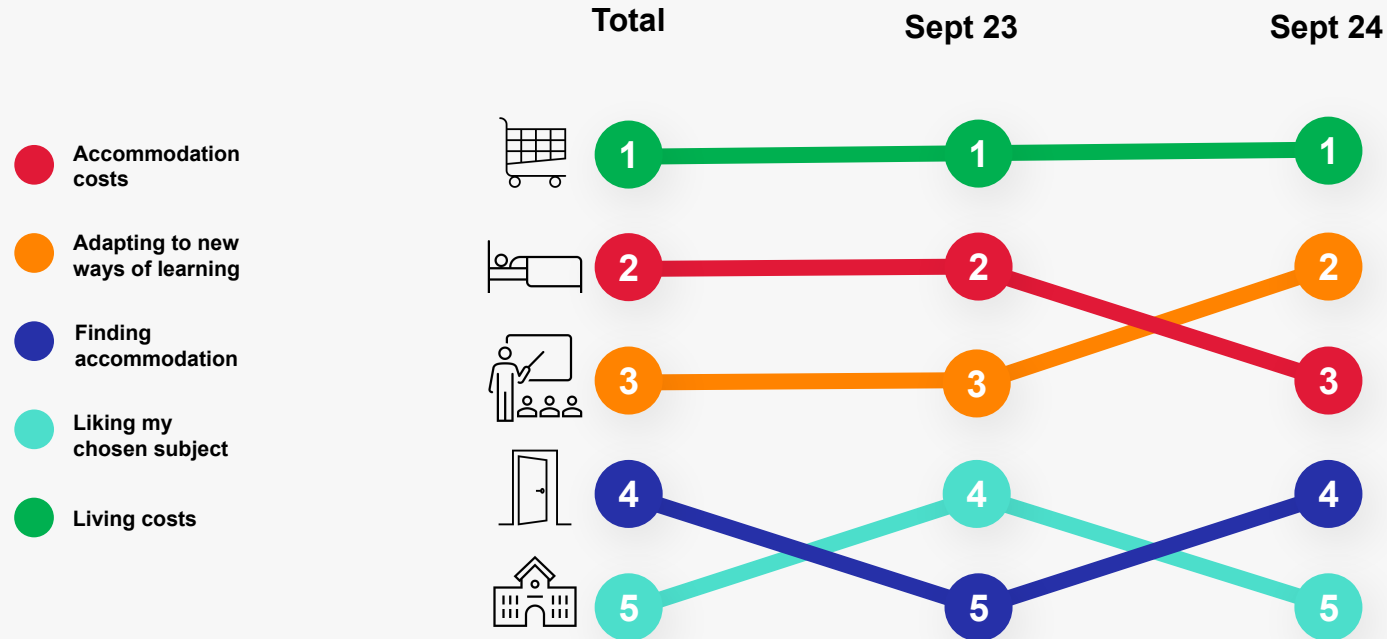 Total Sept 23 Sept 24
Accommodation
costs
Adapting to new
ways of learning
Finding
accommodation
Liking my
chosen subject
Living costs
1 1 1
2 2 2
3 3 3
4 4 4
5 5 5